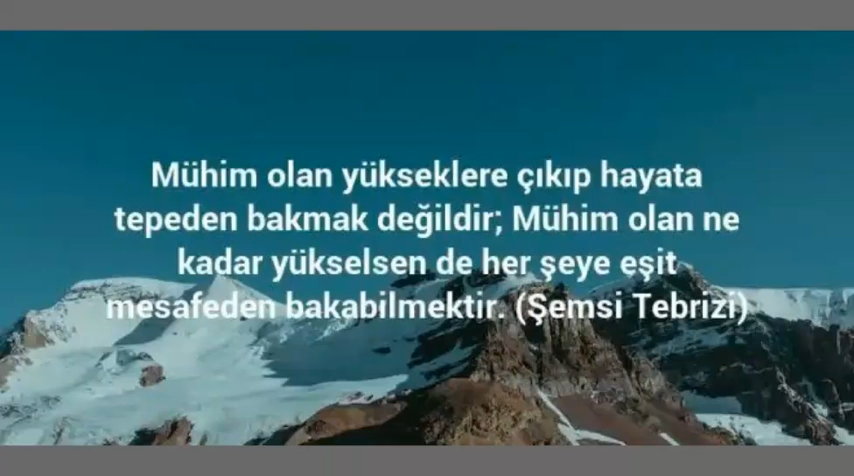 Mühim olan yükseklere çıkıp hayata
tepeden bakmak değildir; Mühim olan ne
kadar yükselsen de her şeye eşit
mesafeden bakabilmektir. (Şemsi Tebrizi)